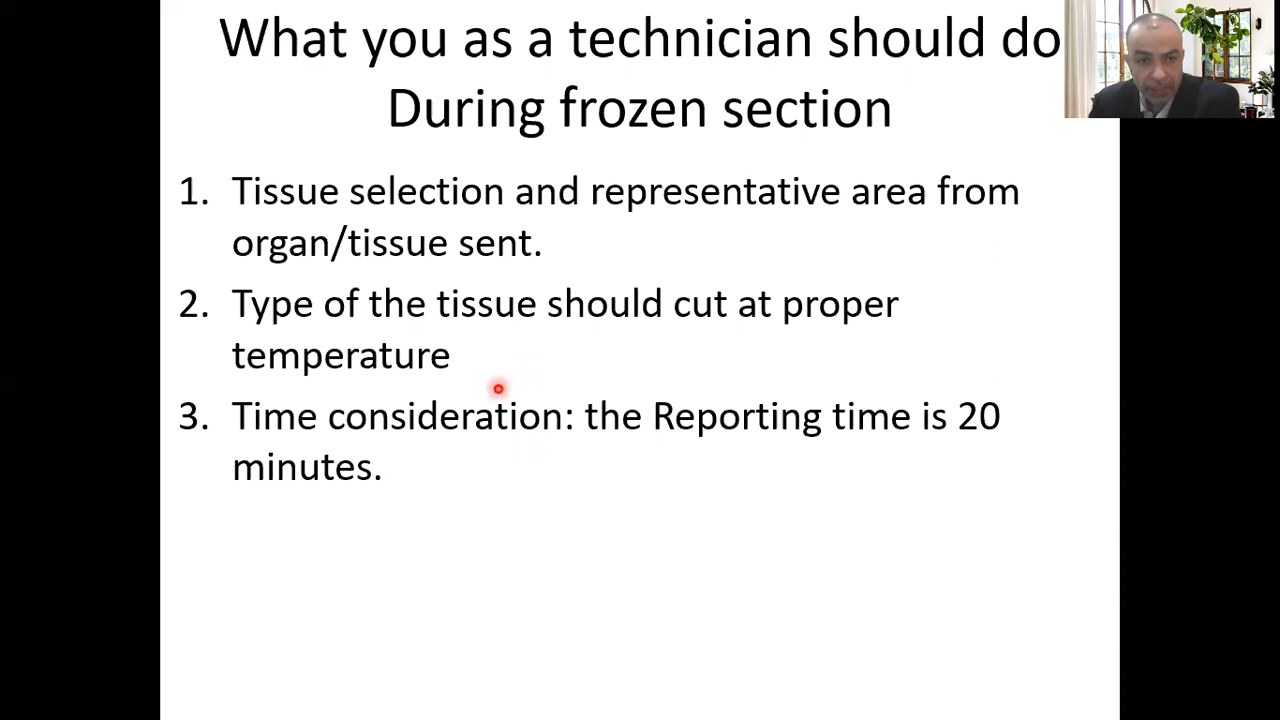 What you as a technician should do
During frozen section
1. Tissue selection and representative area from
organ/tissue sent.
2. Type of the tissue should cut at proper
temperature
3. Time consideration: the Reporting time is 20
minutes.